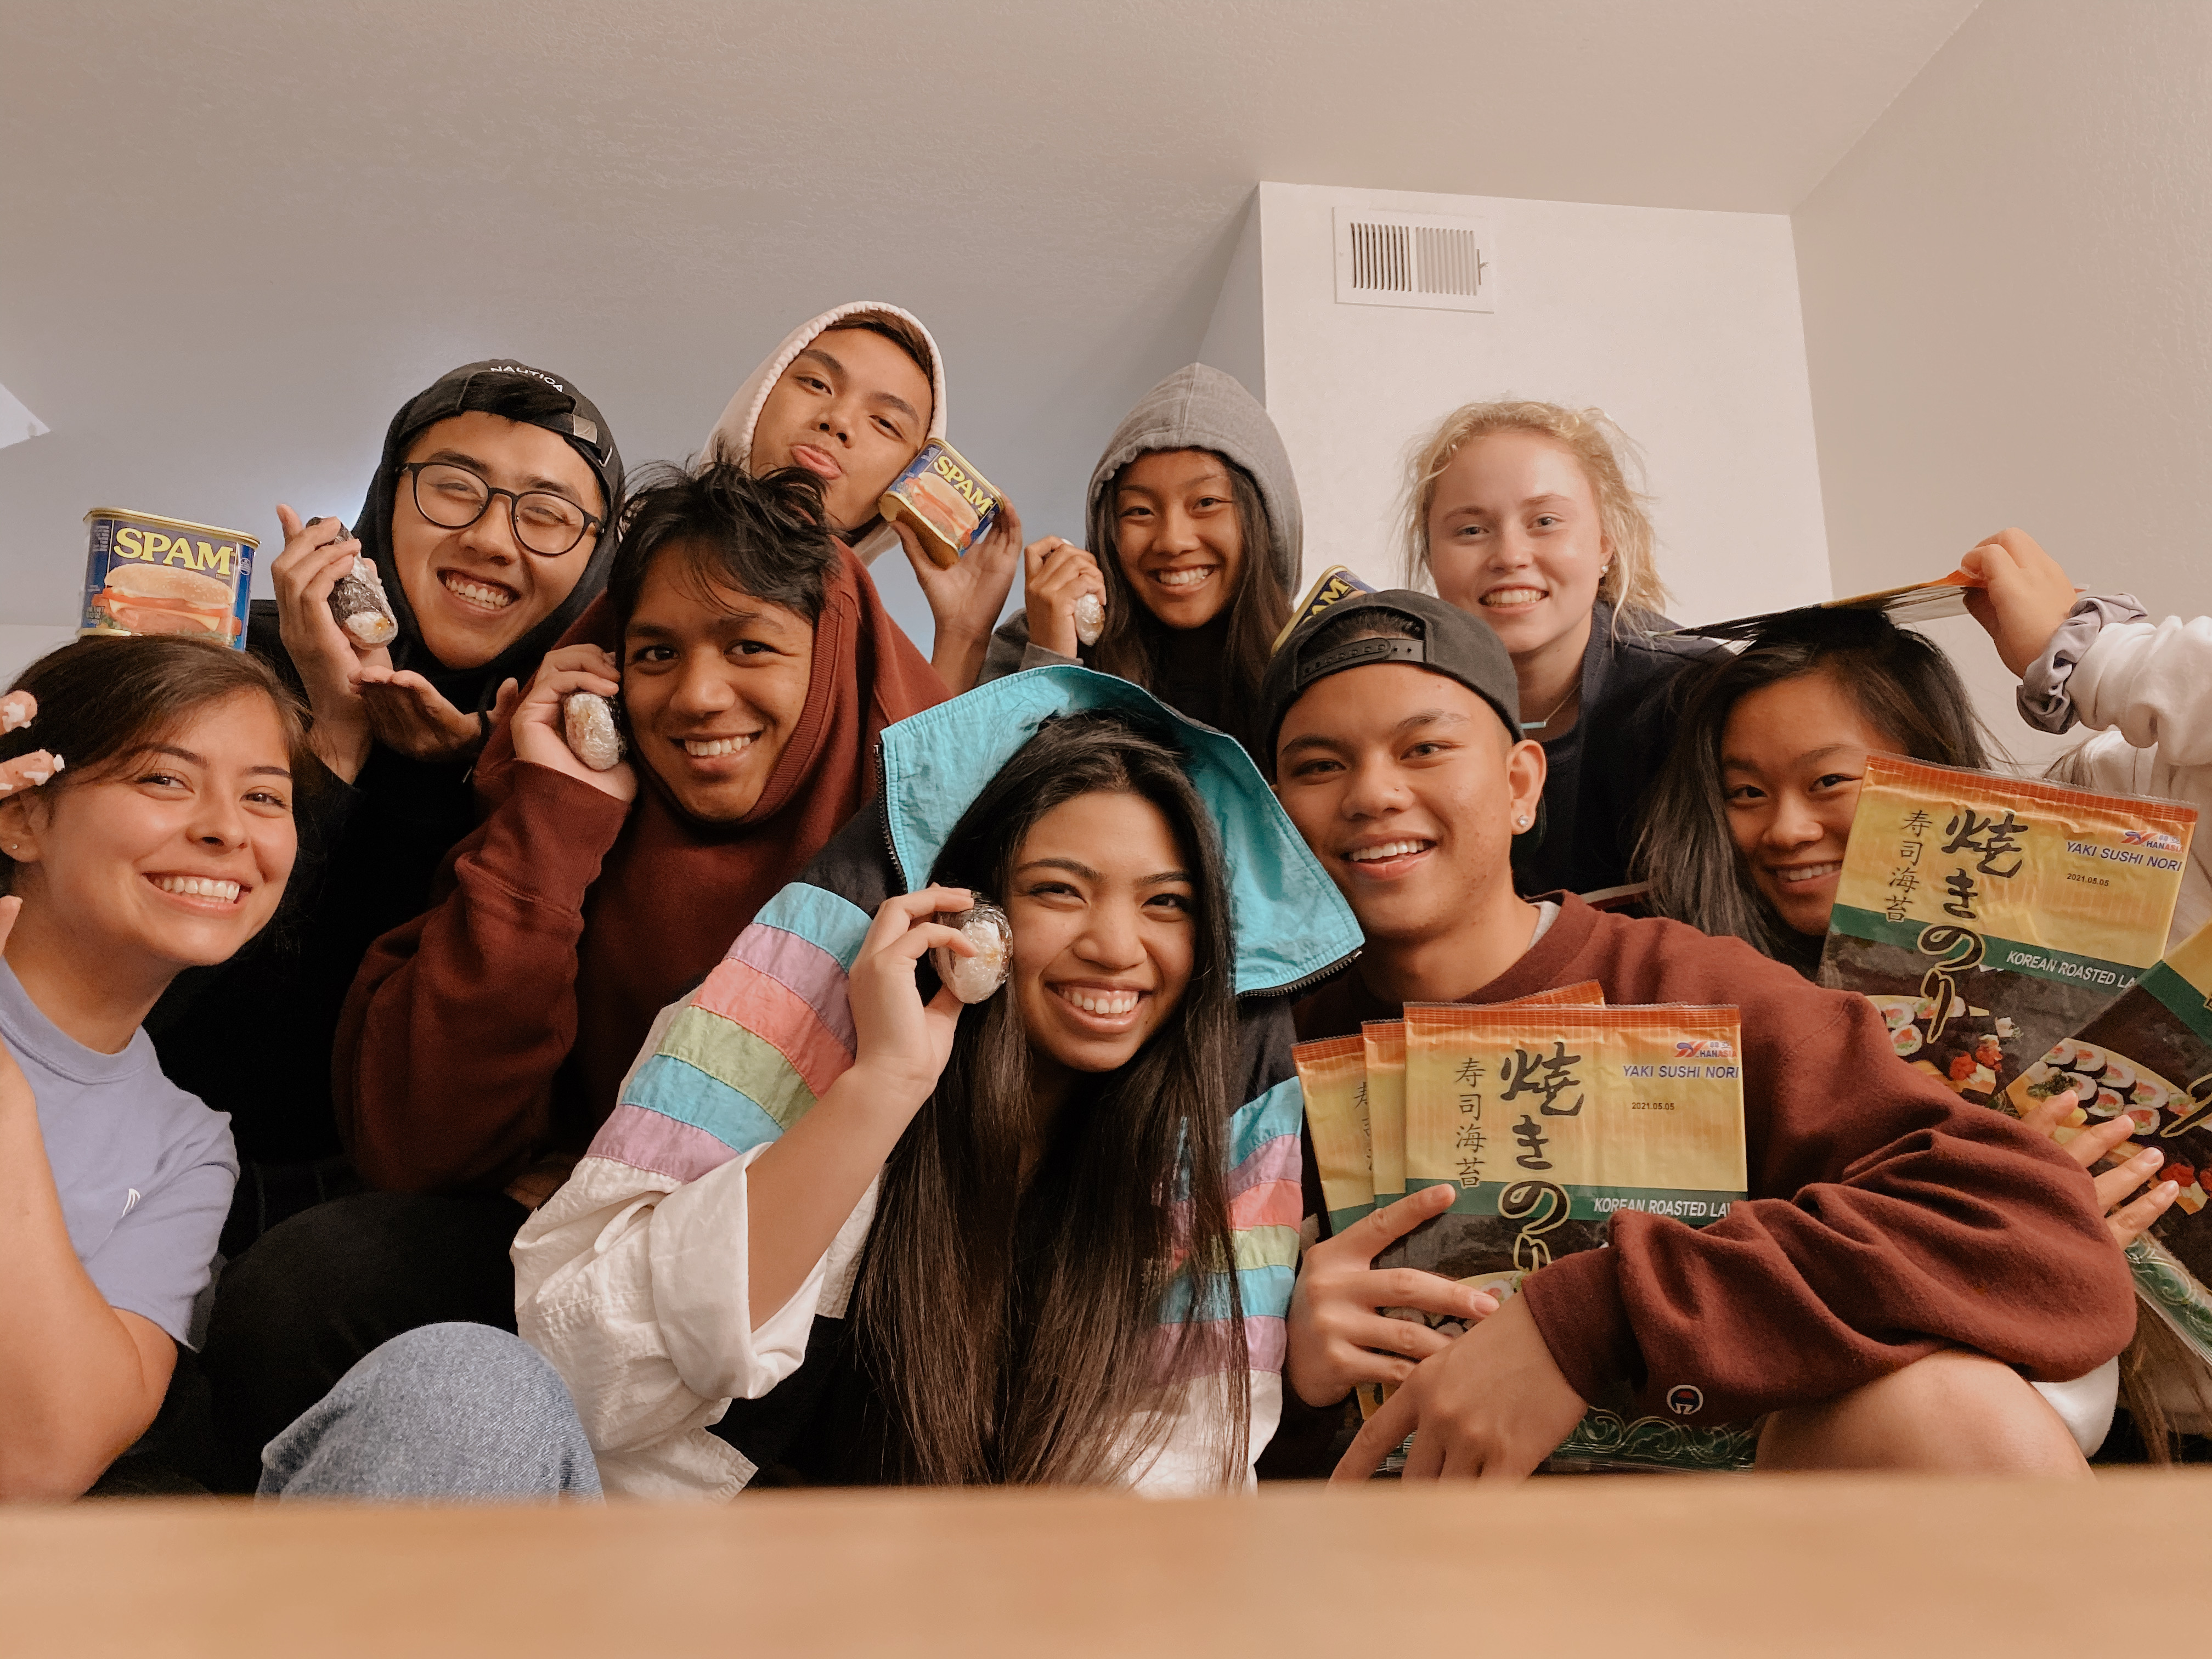 NAUTICA
SPAM
SPAM
AM
寿司海苔
焼きのり
HANASIA
YAKI SUSHI NORI
2021.05.05
KOREAN ROASTED LA
寿司海苔
焼きのり
HANASIA
YAKI SUSHI NORI
2021.05.05
KOREAN ROASTED LAV